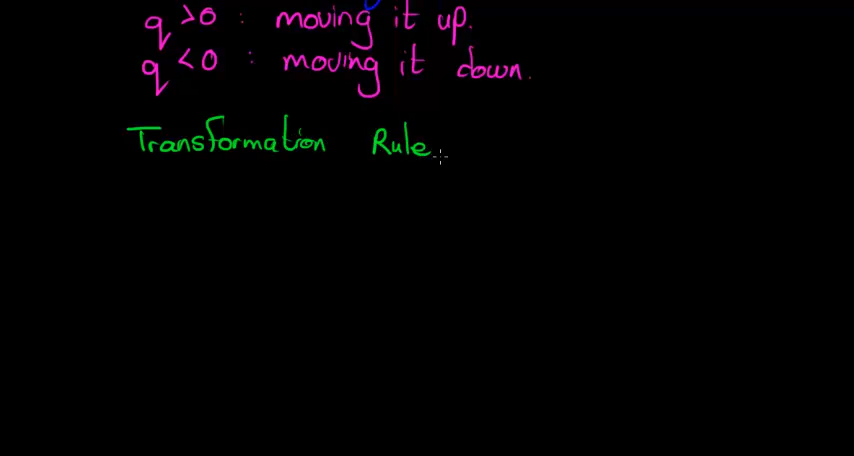 q >0 : moving it up.
q <0 : moving it down.
Transformation Rule